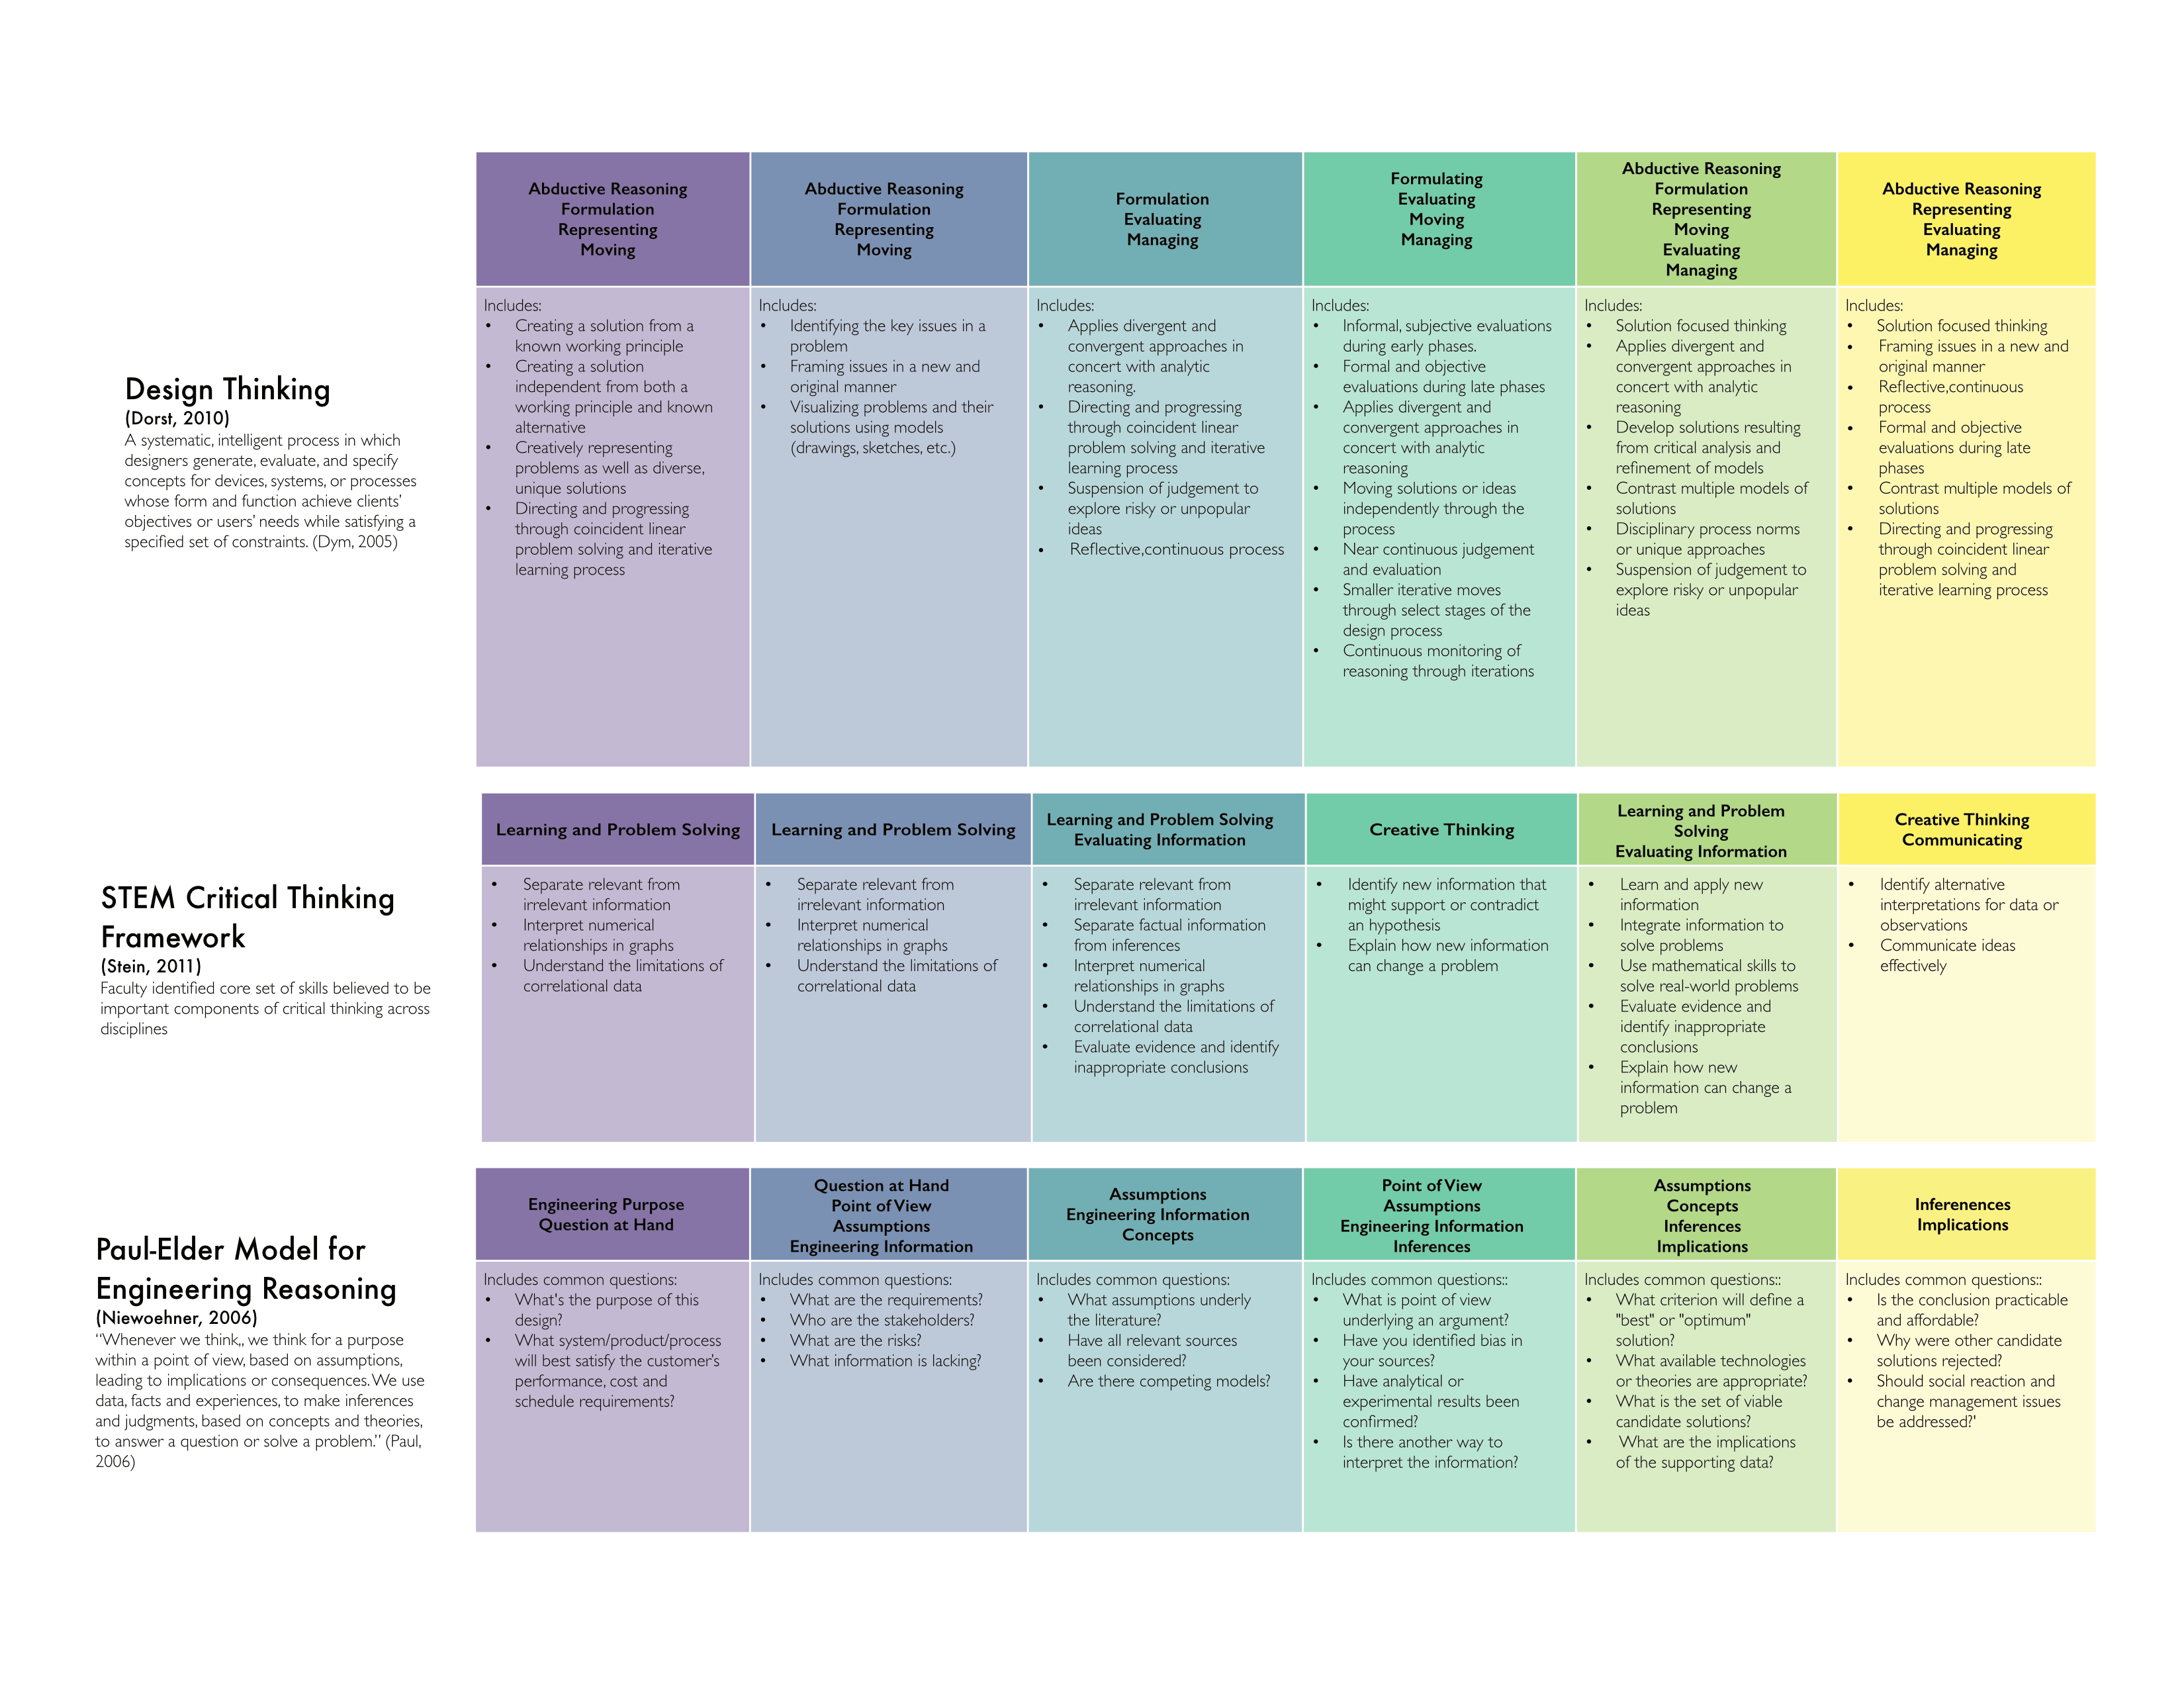 Design Thinking
(Dorst, 2010)
A systematic, intelligent process in which
designers generate, evaluate, and specify
concepts for devices, systems, or processes
whose form and function achieve clients’
objectives or users’ needs while satisfying a
specified set of constraints. (Dym, 2005)
Abductive Reasoning
Formulation
Representing
Moving
Includes:
• Creating a solution from a
known working principle
• Creating a solution
independent from both a
working principle and known
alternative
• Creatively representing
problems as well as diverse,
unique solutions
• Directing and progressing
through coincident linear
problem solving and iterative
learning process
Abductive Reasoning
Formulation
Representing
Moving
Includes:
• Identifying the key issues in a
problem
• Framing issues in a new and
original manner
• Visualizing problems and their
solutions using models
(drawings, sketches, etc.)
Formulation
Evaluating
Managing
Includes:
• Applies divergent and
convergent approaches in
concert with analytic
reasoning.
• Directing and progressing
through coincident linear
problem solving and iterative
learning process
• Suspension of judgement to
explore risky or unpopular
ideas
• Reflective,continuous process
Formulating
Evaluating
Moving
Managing
Includes:
• Informal, subjective evaluations
during early phases.
• Formal and objective
evaluations during late phases
• Applies divergent and
convergent approaches in
concert with analytic
reasoning
• Moving solutions or ideas
independently through the
process
• Near continuous judgement
and evaluation
• Smaller iterative moves
through select stages of the
design process
• Continuous monitoring of
reasoning through iterations
Abductive Reasoning
Formulation
Representing
Moving
Evaluating
Managing
Includes:
• Solution focused thinking
• Applies divergent and
convergent approaches in
concert with analytic
reasoning
• Develop solutions resulting
from critical analysis and
refinement of models
• Contrast multiple models of
solutions
• Disciplinary process norms
or unique approaches
• Suspension of judgement to
explore risky or unpopular
ideas
Abductive Reasoning
Representing
Evaluating
Managing
Includes:
• Solution focused thinking
• Framing issues in a new and
original manner
• Reflective,continuous
process
• Formal and objective
evaluations during late
phases
• Contrast multiple models of
solutions
• Directing and progressing
through coincident linear
problem solving and
iterative learning process
STEM Critical Thinking
Framework
(Stein, 2011)
Faculty identified core set of skills believed to be
important components of critical thinking across
disciplines
Learning and Problem Solving
• Separate relevant from
irrelevant information
• Interpret numerical
relationships in graphs
• Understand the limitations of
correlational data
Learning and Problem Solving
• Separate relevant from
irrelevant information
• Interpret numerical
relationships in graphs
• Understand the limitations of
correlational data
Learning and Problem Solving
Evaluating Information
• Separate relevant from
irrelevant information
• Separate factual information
from inferences
• Interpret numerical
relationships in graphs
• Understand the limitations of
correlational data
• Evaluate evidence and identify
inappropriate conclusions
Creative Thinking
• Identify new information that
might support or contradict
an hypothesis
• Explain how new information
can change a problem
Learning and Problem
Solving
Evaluating Information
• Learn and apply new
information
• Integrate information to
solve problems
• Use mathematical skills to
solve real-world problems
• Evaluate evidence and
identify inappropriate
conclusions
• Explain how new
information can change a
problem
Creative Thinking
Communicating
• Identify alternative
interpretations for data or
observations
• Communicate ideas
effectively
Paul-Elder Model for
Engineering Reasoning
(Niewoehner, 2006)
“Whenever we think,, we think for a purpose
within a point of view, based on assumptions,
leading to implications or consequences. We use
data, facts and experiences, to make inferences
and judgments, based on concepts and theories,
to answer a question or solve a problem.” (Paul,
2006)
Engineering Purpose
Question at Hand
Includes common questions:
• What's the purpose of this
design?
• What system/product/process
will best satisfy the customer’s
performance, cost and
schedule requirements?
Question at Hand
Point of View
Assumptions
Engineering Information
Includes common questions:
• What are the requirements?
• Who are the stakeholders?
• What are the risks?
• What information is lacking?
Assumptions
Engineering Information
Concepts
Includes common questions:
• What assumptions underly
the literature?
• Have all relevant sources
been considered?
• Are there competing models?
Point of View
Assumptions
Engineering Information
Inferences
Includes common questions::
• What is point of view
underlying an argument?
• Have you identified bias in
your sources?
• Have analytical or
experimental results been
confirmed?
• Is there another way to
interpret the information?
Assumptions
Concepts
Inferences
Implications
Includes common questions::
• What criterion will define a
"best" or "optimum"
solution?
• What available technologies
or theories are appropriate?
• What is the set of viable
candidate solutions?
• What are the implications
of the supporting data?
Inferenences
Implications
Includes common questions::
• Is the conclusion practicable
and affordable?
• Why were other candidate
solutions rejected?
• Should social reaction and
change management issues
be addressed?'